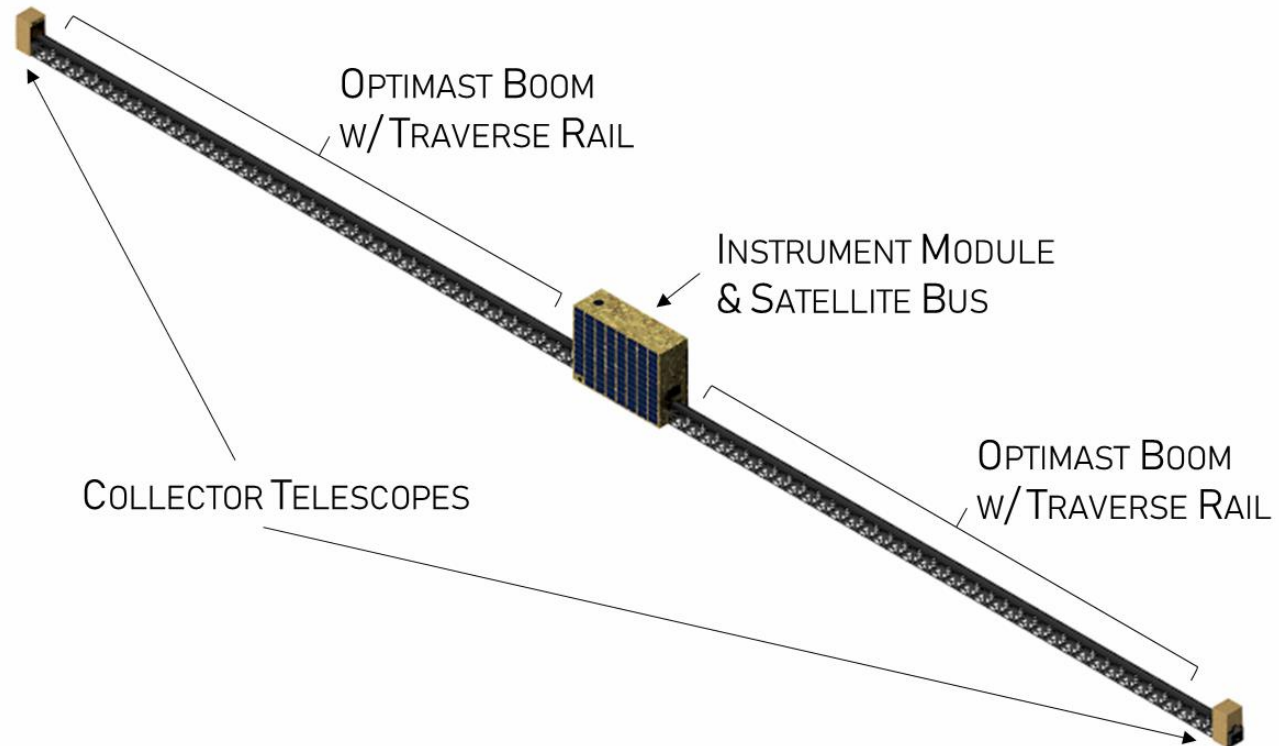 OPTIMAST BOOM
W/ TRAVERSE RAIL
INSTRUMENT MODULE
& SATELLITE BUS
OPTIMAST BOOM
W/ TRAVERSE RAIL
COLLECTOR TELESCOPES